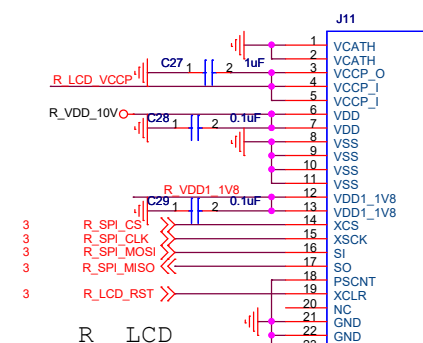 J11
C27 1 2 1uF 1 VCATH
2 VCATH
3 VCCP_O
R_LCD_VCCP 4 VCCP_I
5 VCCP_I
R_VDD_10V 6 VDD
C28 1 2 0.1uF 7 VDD
8 VSS
9 VSS
10 VSS
11 VSS
R_VDD1_1V8 12 VDD1_1V8
C29 1 2 0.1uF 13 VDD1_1V8
3 R_SPI_CS 14 XCS
3 R_SPI_CLK 15 XSCK
3 R_SPI_MOSI 16 SI
3 R_SPI_MISO 17 SO
18 PSCNT
3 R_LCD_RST 19 XCLR
20 NC
21 GND
R LCD 22 GND